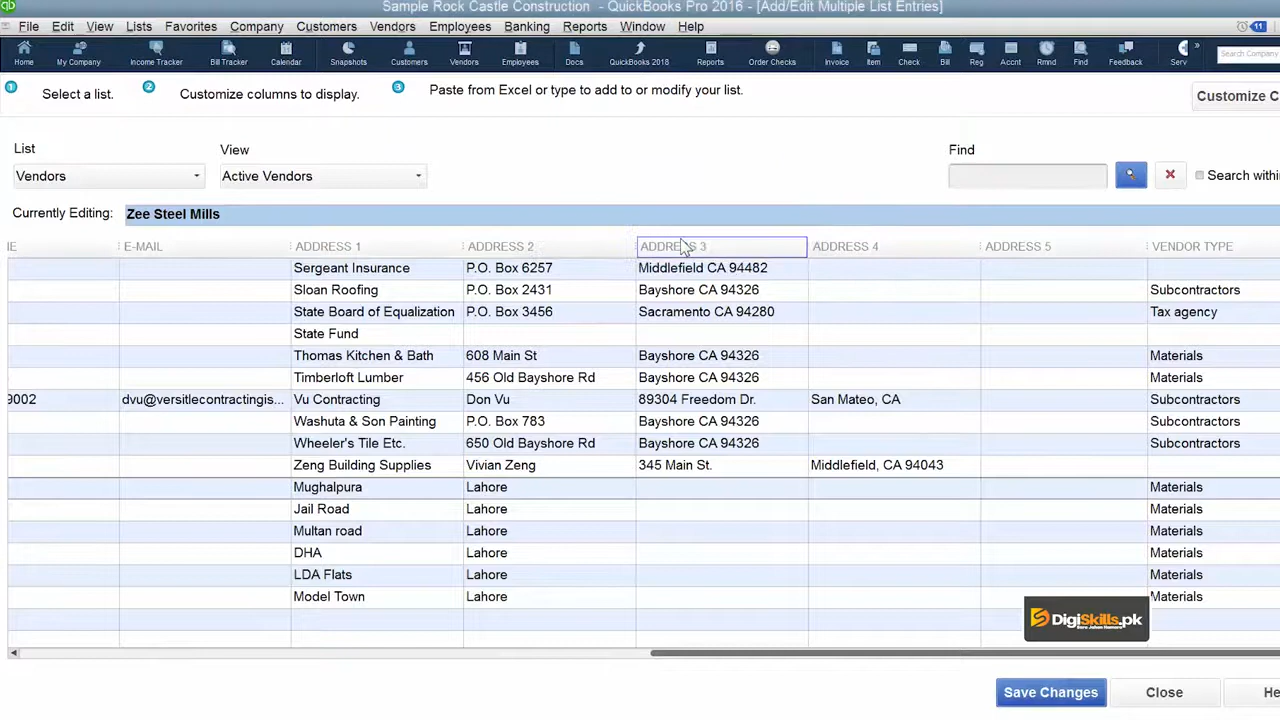 Sample Rock Castle Construction - QuickBooks Pro 2016 - [Add/Edit Multiple List Entries]
File Edit View Lists Favorites Company Customers Vendors Employees Banking Reports Window Help 11
Home My Company Income Tracker Bill Tracker Calendar Snapshots Customers Vendors Employees Docs QuickBooks 2018 Reports Order Checks Invoice Item Check Bill Reg Accnt Rmnd Find Feedback Serv » Search Company
1 Select a list. 2 Customize columns to display. 3 Paste from Excel or type to add to or modify your list. Customize C
List View Find
Vendors Active Vendors Search withi
Currently Editing: Zee Steel Mills
IE E-MAIL ADDRESS 1 ADDRESS 2 ADDRESS 3 ADDRESS 4 ADDRESS 5 VENDOR TYPE
Sergeant Insurance P.O. Box 6257 Middlefield CA 94482
Sloan Roofing P.O. Box 2431 Bayshore CA 94326 Subcontractors
State Board of Equalization P.O. Box 3456 Sacramento CA 94280 Tax agency
State Fund
Thomas Kitchen & Bath 608 Main St Bayshore CA 94326 Materials
Timberloft Lumber 456 Old Bayshore Rd Bayshore CA 94326 Materials
9002 dvu@versitlecontractingis... Vu Contracting Don Vu 89304 Freedom Dr. San Mateo, CA Subcontractors
Washuta & Son Painting P.O. Box 783 Bayshore CA 94326 Subcontractors
Wheeler's Tile Etc. 650 Old Bayshore Rd Bayshore CA 94326 Subcontractors
Zeng Building Supplies Vivian Zeng 345 Main St. Middlefield, CA 94043
Mughalpura Lahore Materials
Jail Road Lahore Materials
Multan road Lahore Materials
DHA Lahore Materials
LDA Flats Lahore Materials
Model Town Lahore Materials
DigiSkills.pk
Save Changes Close He